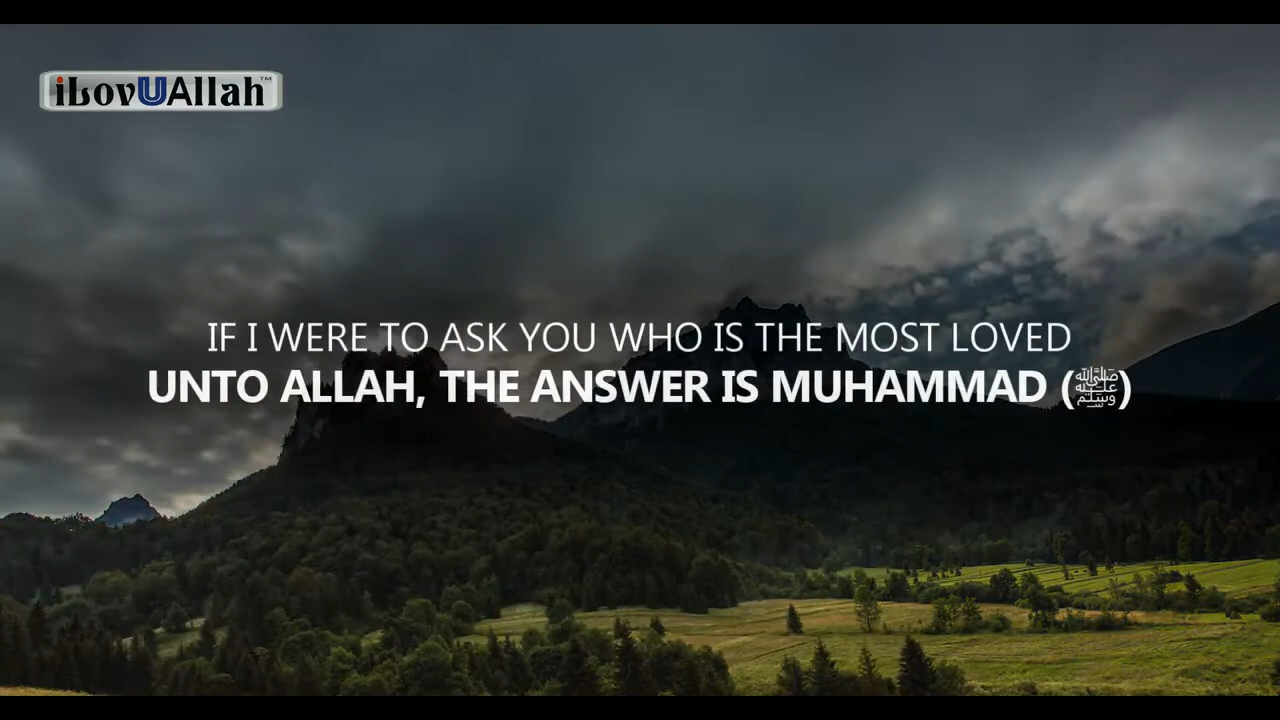 iLovUAllah™
IF I WERE TO ASK YOU WHO IS THE MOST LOVED
UNTO ALLAH, THE ANSWER IS MUHAMMAD (ﷺ)